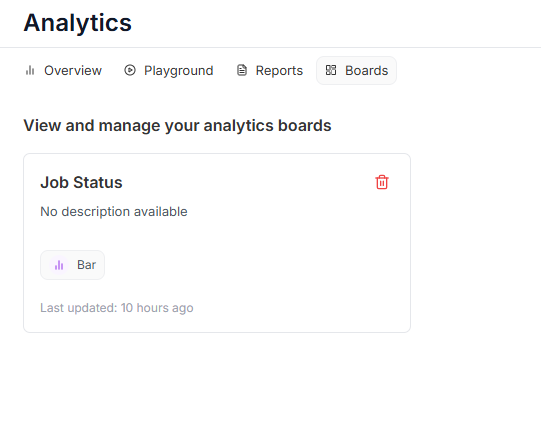 Analytics
Overview Playground Reports Boards
View and manage your analytics boards
Job Status
No description available
Bar
Last updated: 10 hours ago